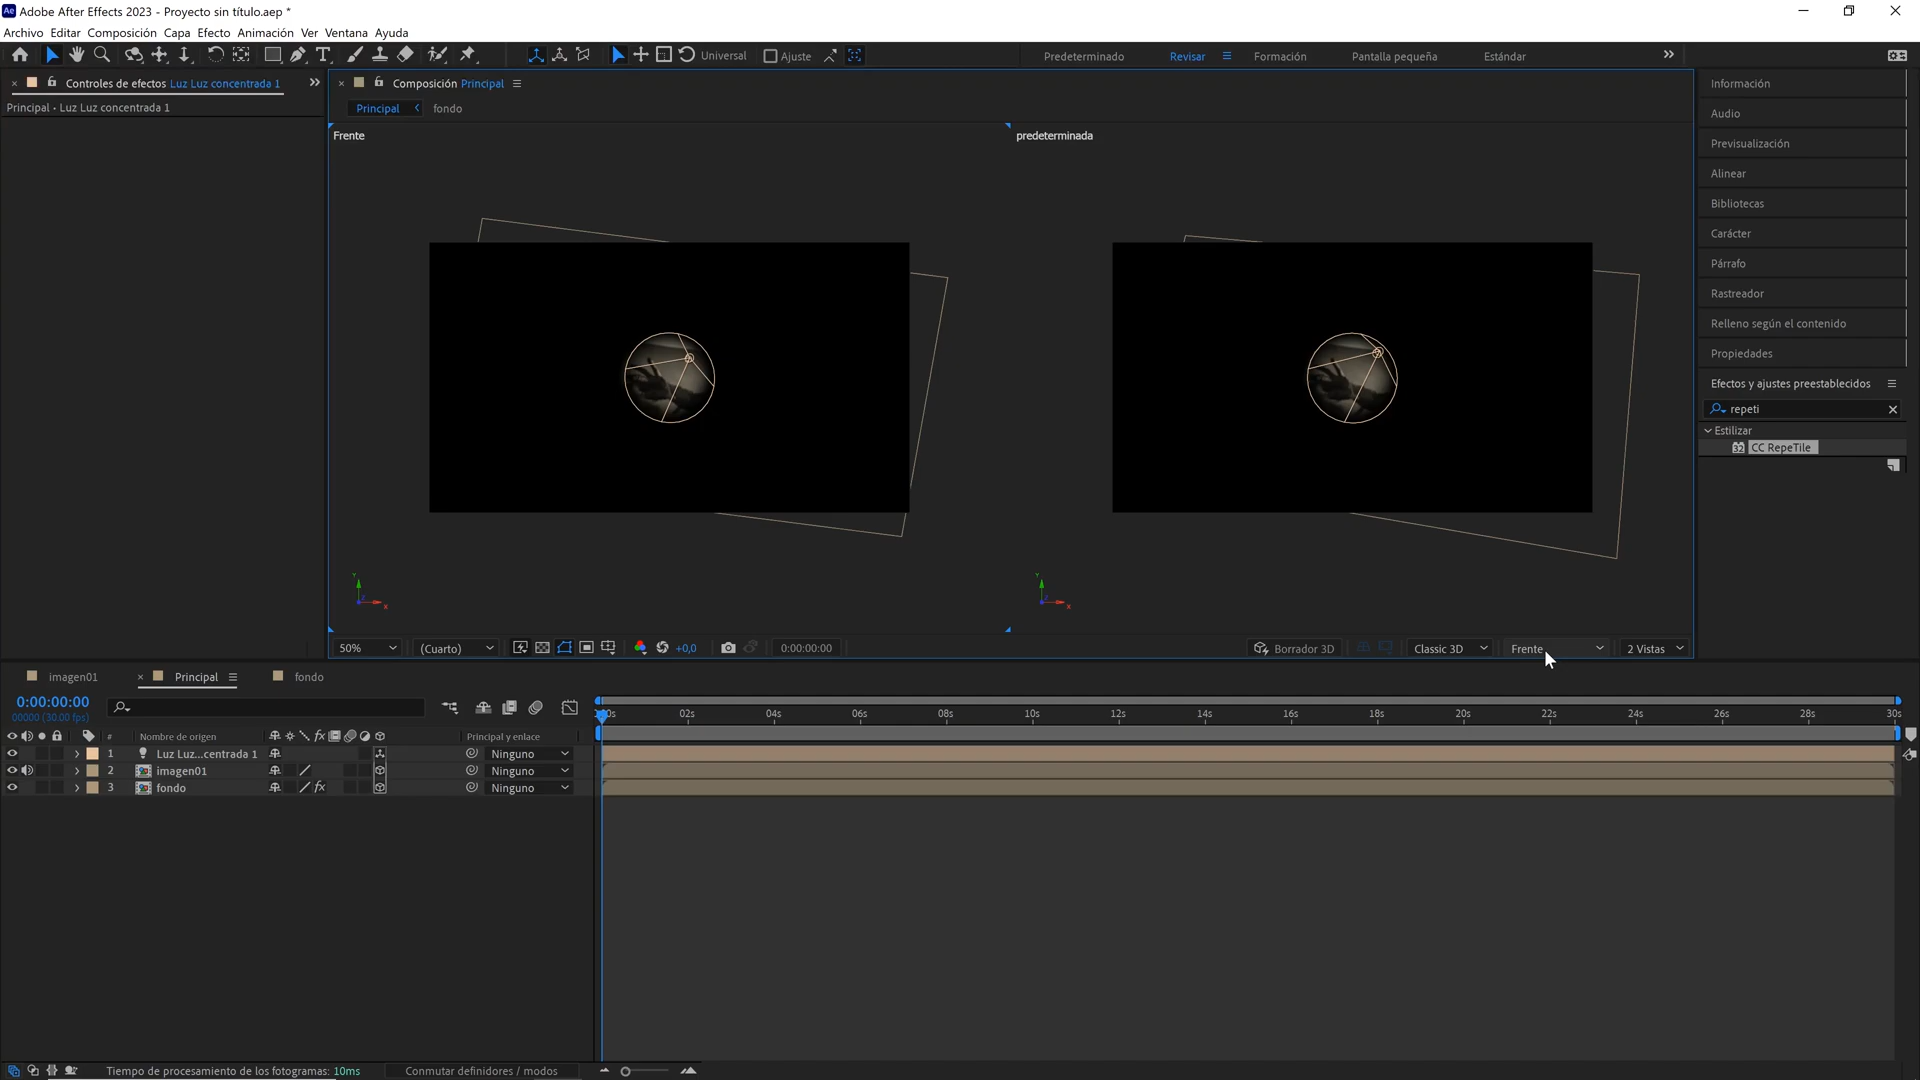 Adobe After Effects 2023 - Proyecto sin título.aep *
Archivo Editar Composición Capa Efecto Animación Ver Ventana Ayuda
Universal Ajuste Predeterminado Revisar Formación Pantalla pequeña Estándar
Controles de efectos Luz Luz concentrada 1
Principal • Luz Luz concentrada 1
Composición Principal
Principal fondo
Frente
predeterminada
Y
X
Z
Y
X
Z
50% (Cuarto) +0,0 0:00:00:00 Borrador 3D Classic 3D Frente 2 Vistas
Información
Audio
Previsualización
Alinear
Bibliotecas
Carácter
Párrafo
Rastreador
Relleno según el contenido
Propiedades
Efectos y ajustes preestablecidos
repeti
Estilizar
32 CC RepeTile
imagen01 Principal fondo
0:00:00:00
00000 (30.00 fps)
02s 04s 06s 08s 10s 12s 14s 16s 18s 20s 22s 24s 26s 28s 30s
# Nombre de origen fx Principal y enlace
1 Luz Luz...centrada 1 Ninguno
2 imagen01 Ninguno
3 fondo fx Ninguno
Tiempo de procesamiento de los fotogramas: 10ms Conmutar definidores / modos